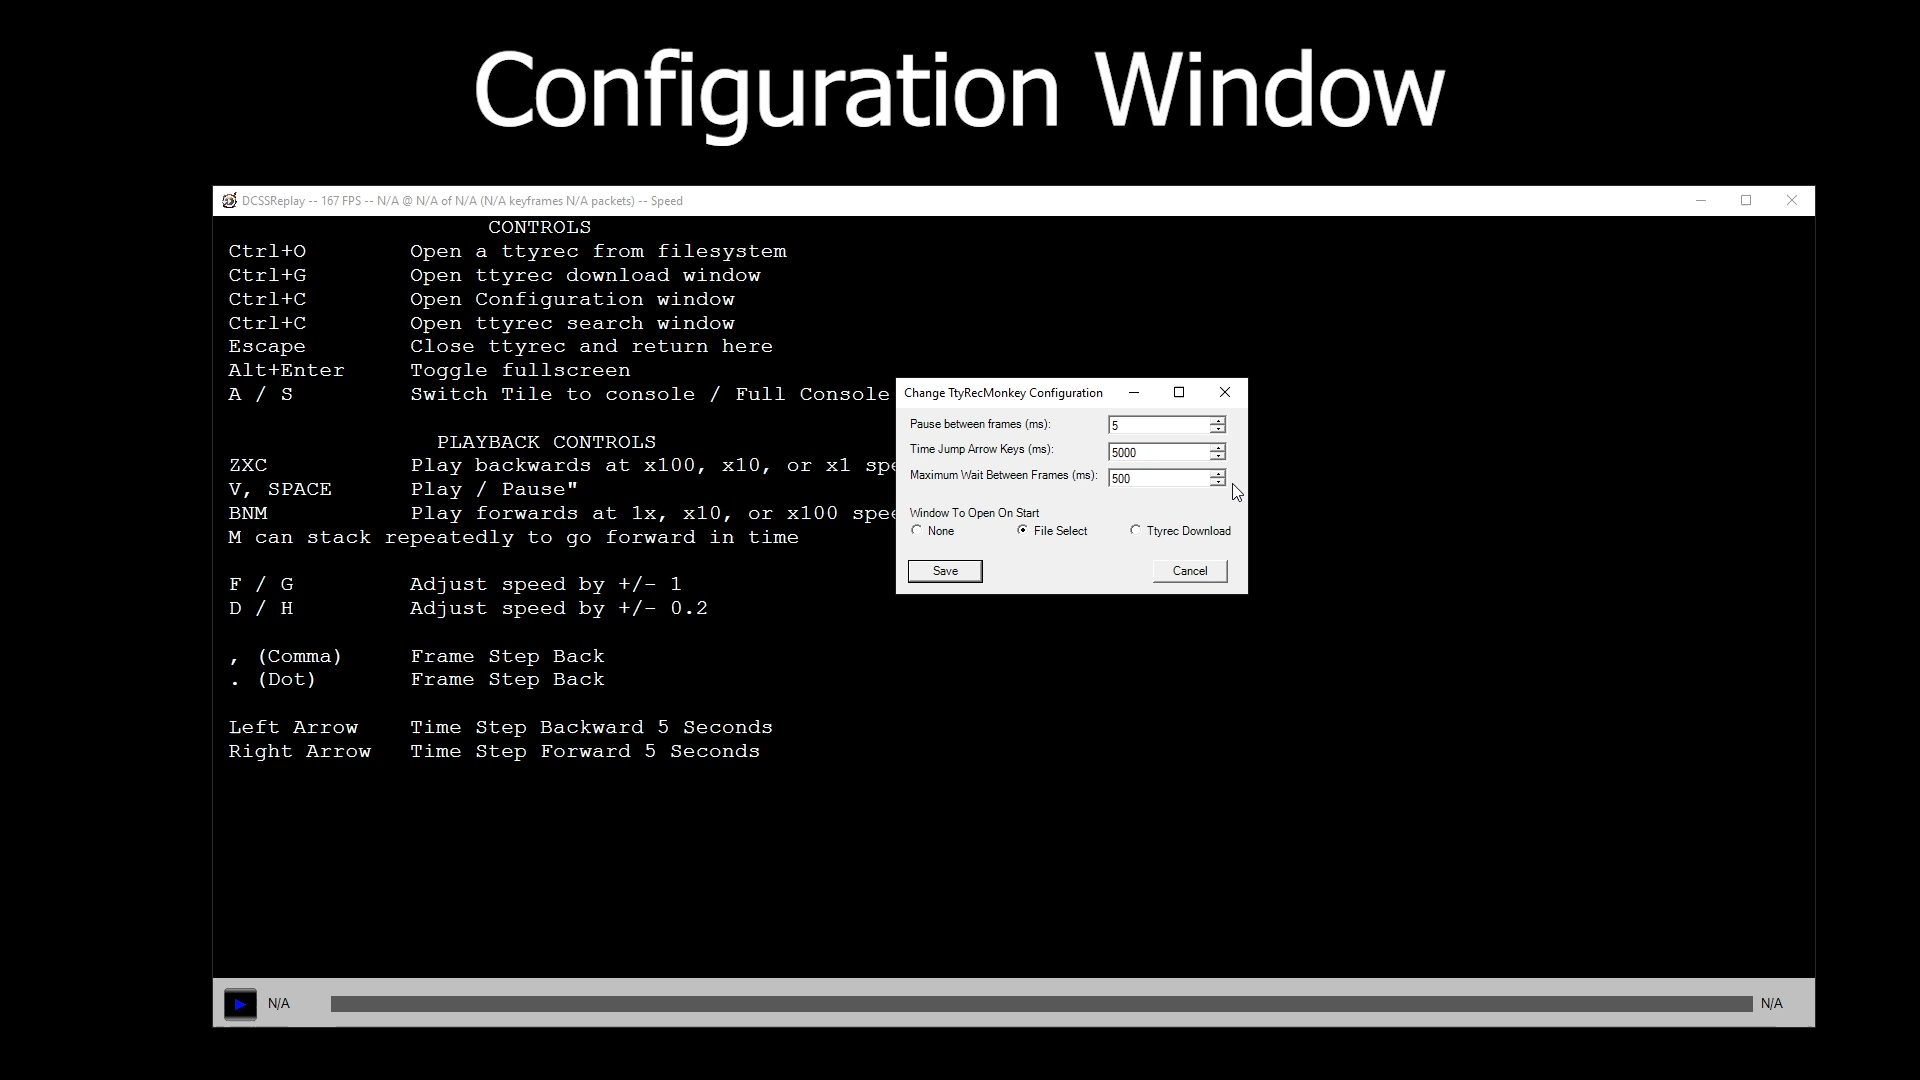 Configuration Window
DCSSReplay -- 167 FPS -- N/A @ N/A of N/A (N/A keyframes N/A packets) -- Speed
CONTROLS
Ctrl+O Open a ttyrec from filesystem
Ctrl+G Open ttyrec download window
Ctrl+C Open Configuration window
Ctrl+C Open ttyrec search window
Escape Close ttyrec and return here
Alt+Enter Toggle fullscreen
A / S Switch Tile to console / Full Console
PLAYBACK CONTROLS
ZXC Play backwards at x100, x10, or x1 spe
V, SPACE Play / Pause"
BNM Play forwards at 1x, x10, or x100 spee
M can stack repeatedly to go forward in time
F / G Adjust speed by +/- 1
D / H Adjust speed by +/- 0.2
, (Comma) Frame Step Back
. (Dot) Frame Step Back
Left Arrow Time Step Backward 5 Seconds
Right Arrow Time Step Forward 5 Seconds
Change TtyRecMonkey Configuration
Pause between frames (ms): 5
Time Jump Arrow Keys (ms): 5000
Maximum Wait Between Frames (ms): 500
Window To Open On Start
None File Select Ttyrec Download
Save Cancel
N/A N/A